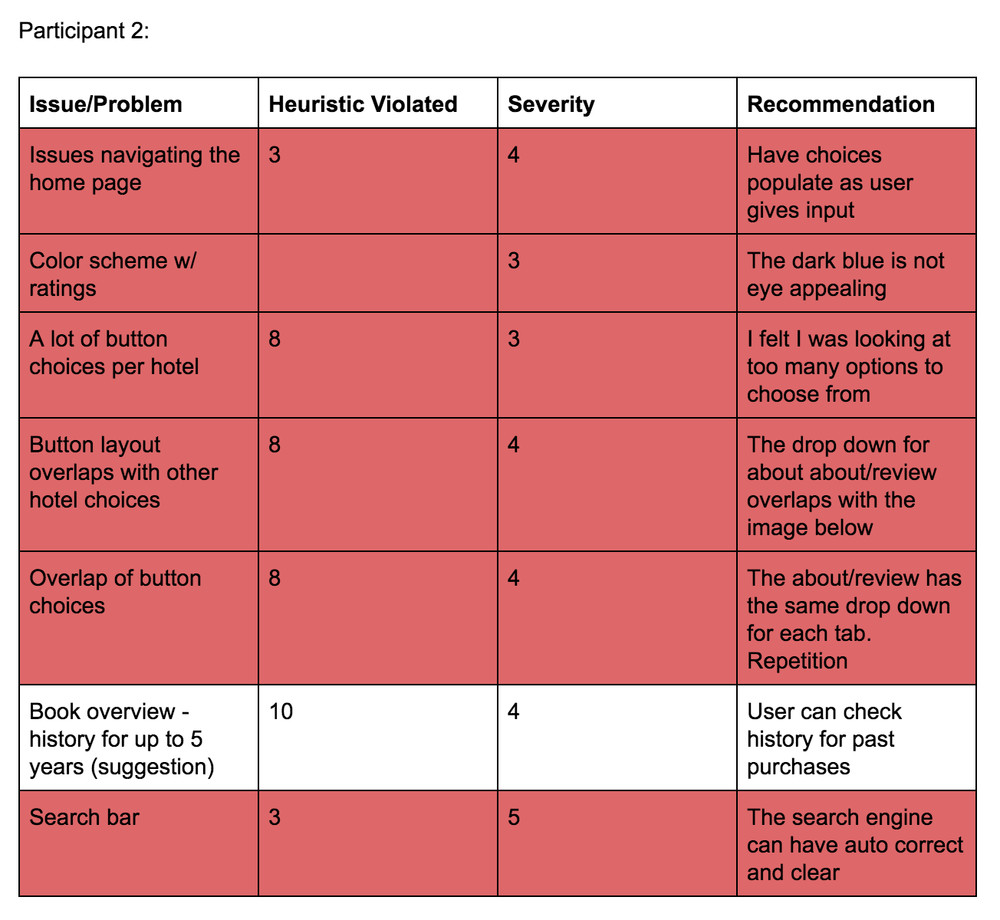 Participant 2:
Issue/Problem
Heuristic Violated
Severity
Recommendation
Issues navigating the
home page
3
4
Have choices
populate as user
gives input
Color scheme w/
ratings
3
The dark blue is not
eye appealing
A lot of button
choices per hotel
8
3
I felt I was looking at
too many options to
choose from
Button layout
overlaps with other
hotel choices
8
4
The drop down for
about about/review
overlaps with the
image below
Overlap of button
choices
8
4
The about/review has
the same drop down
for each tab.
Repetition
Book overview -
history for up to 5
years (suggestion)
10
4
User can check
history for past
purchases
Search bar
3
5
The search engine
can have auto correct
and clear